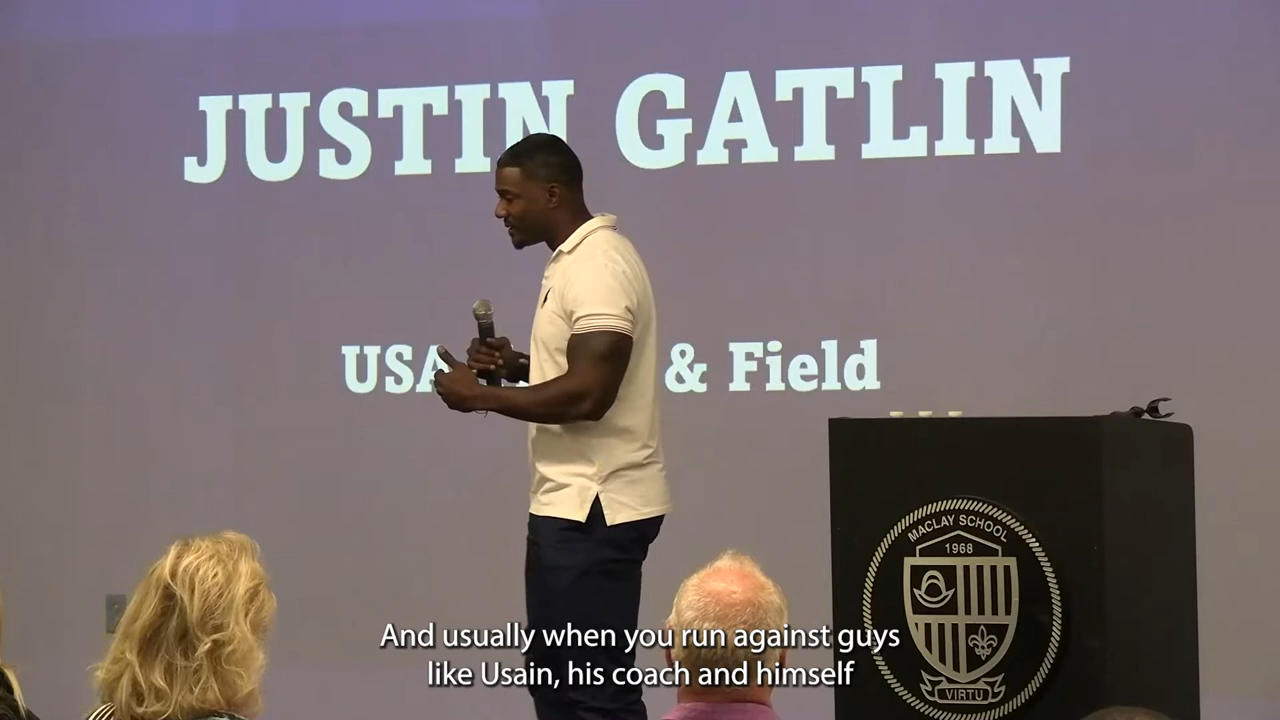 JUSTIN GATLIN
USA & Field
MACLAY SCHOOL
1968
VIRTU
And usually when you run against guys
like Usain, his coach and himself